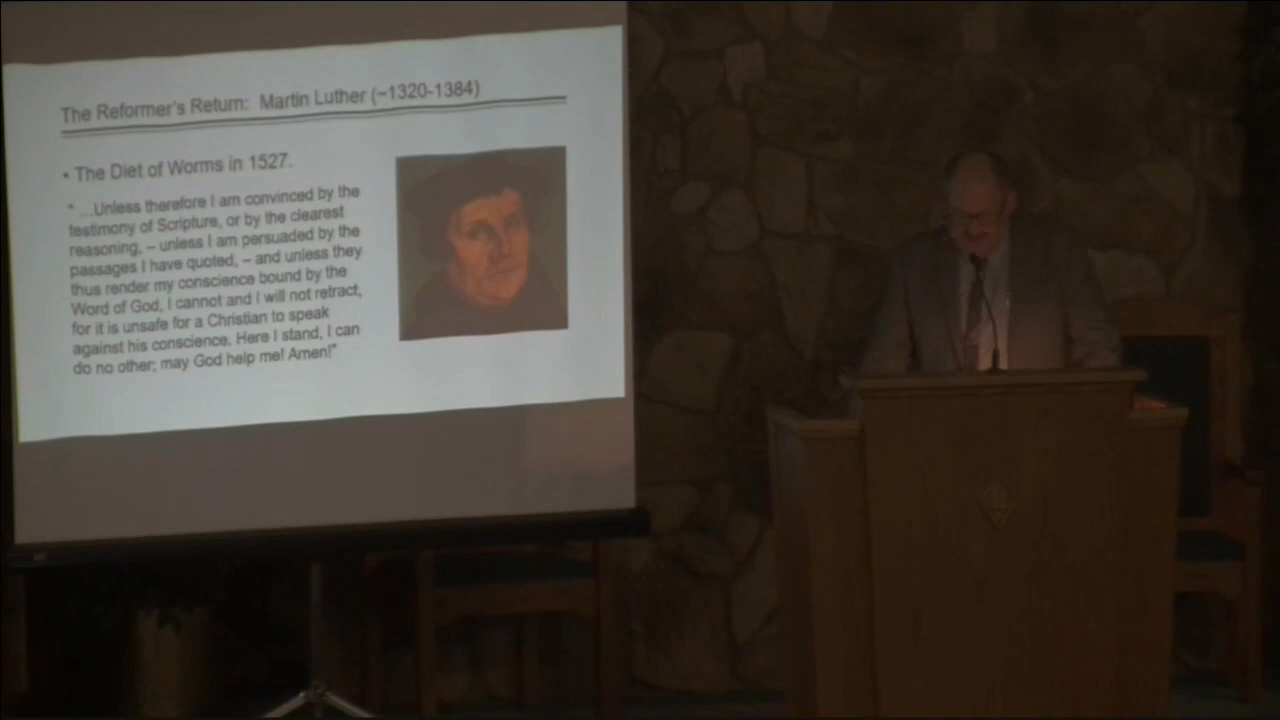 The Reformer's Return: Martin Luther (~1320-1384)
• The Diet of Worms in 1527.
" ...Unless therefore I am convinced by the
testimony of Scripture, or by the clearest
reasoning, – unless I am persuaded by the
passages I have quoted, – and unless they
thus render my conscience bound by the
Word of God, I cannot and I will not retract,
for it is unsafe for a Christian to speak
against his conscience. Here I stand, I can
do no other; may God help me! Amen!"